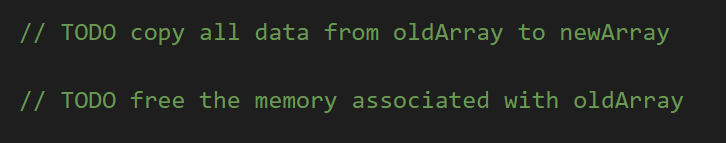 // TODO copy all data from oldArray to newArray
// TODO free the memory associated with oldArray